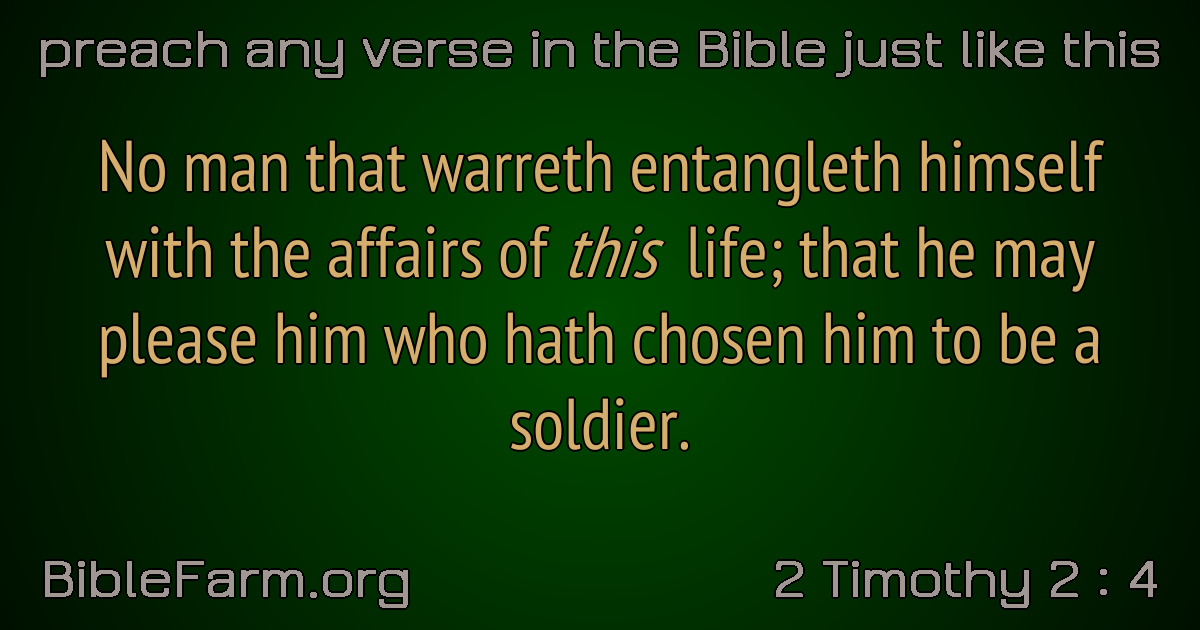 preach any verse in the Bible just like this
No man that warreth entangleth himself
with the affairs of this life; that he may
please him who hath chosen him to be a
soldier.
BibleFarm.org
2 Timothy 2 : 4